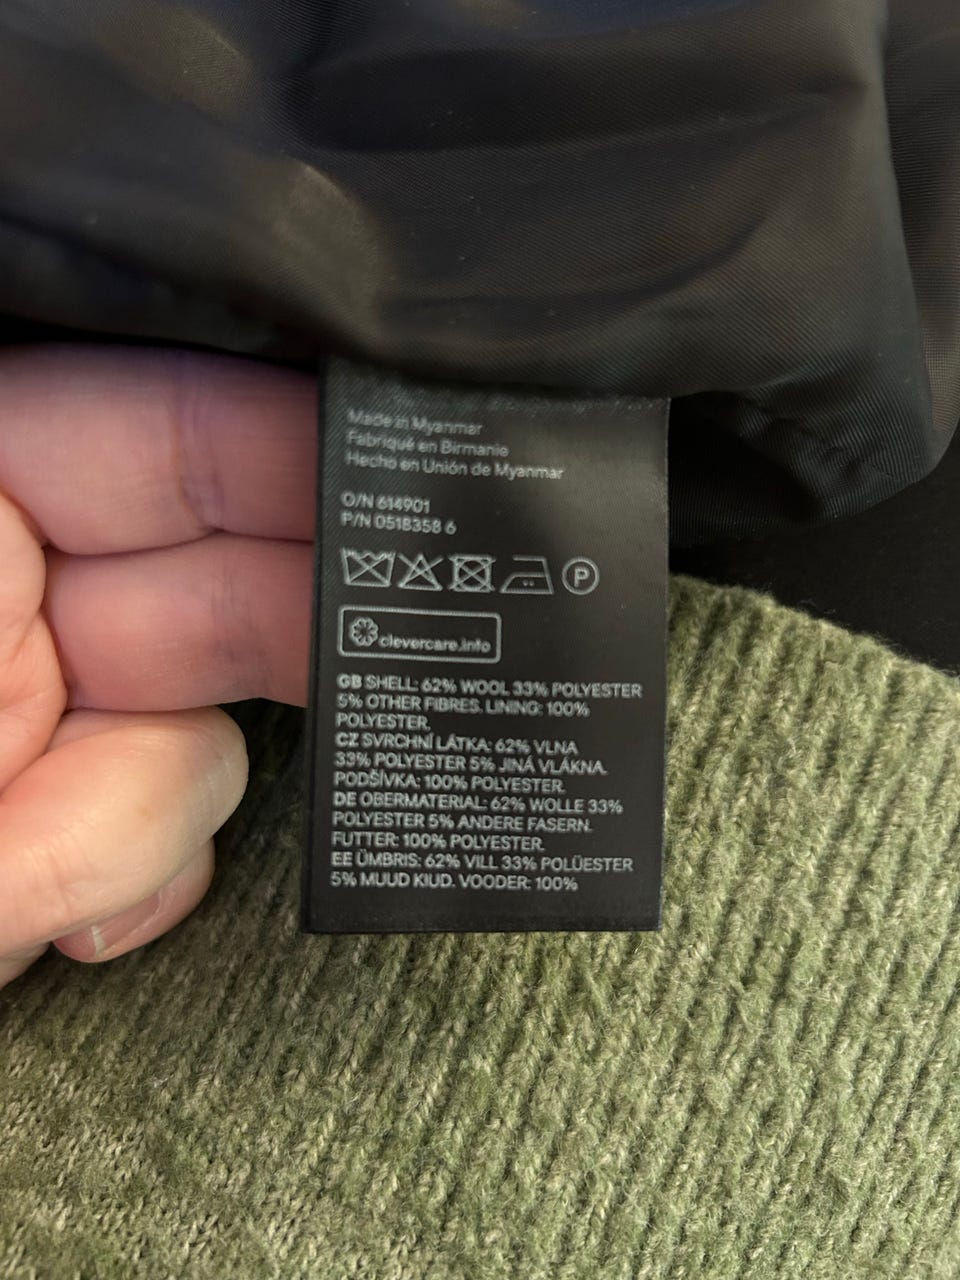 Made in Myanmar
Fabriqué en Birmanie
Hecho en Unión de Myanmar
O/N 614901
P/N 0518358 6
P
clevercare.info
GB SHELL: 62% WOOL 33% POLYESTER
5% OTHER FIBRES. LINING: 100%
POLYESTER.
CZ SVRCHNÍ LÁTKA: 62% VLNA
33% POLYESTER 5% JINÁ VLÁKNA.
PODŠÍVKA: 100% POLYESTER.
DE OBERMATERIAL: 62% WOLLE 33%
POLYESTER 5% ANDERE FASERN.
FUTTER: 100% POLYESTER.
EE ÜMBRIS: 62% VILL 33% POLÜESTER
5% MUUD KIUD. VOODER: 100%